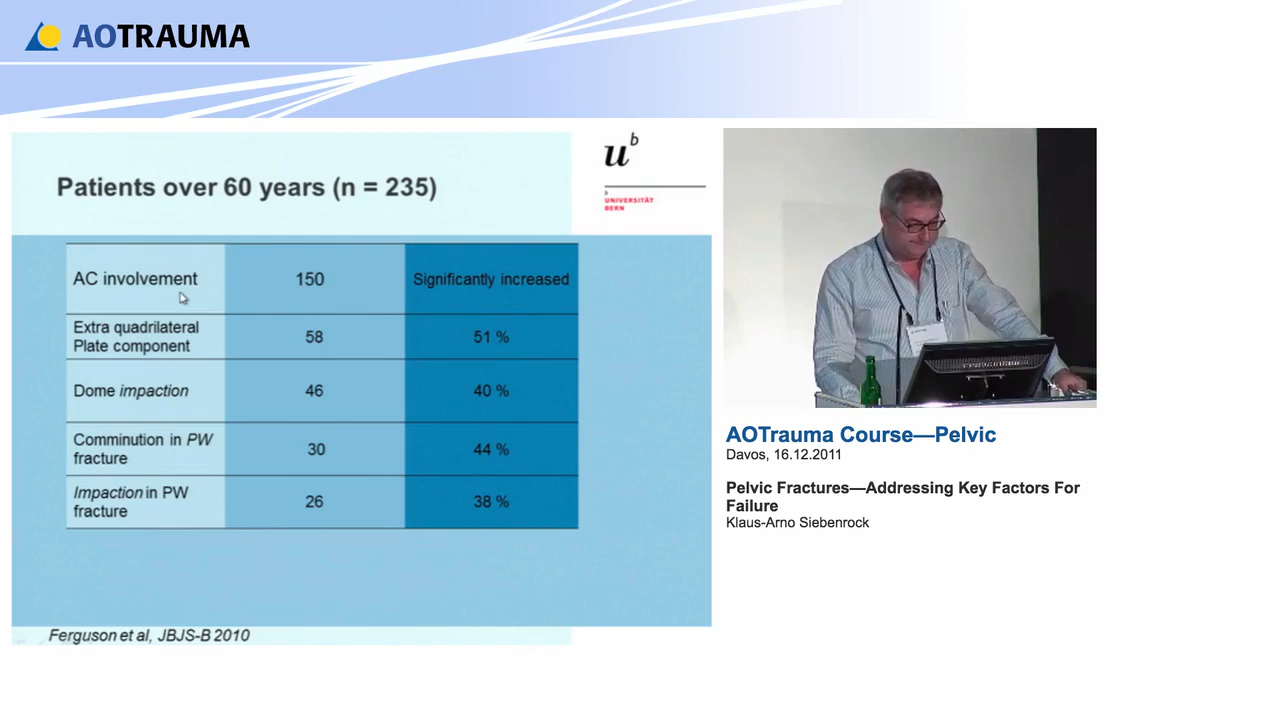 AOTRAUMA
Patients over 60 years (n = 235)
u^b
b
UNIVERSITÄT
BERN
AC involvement 150 Significantly increased
Extra quadrilateral
Plate component 58 51 %
Dome impaction 46 40 %
Comminution in PW
fracture 30 44 %
Impaction in PW
fracture 26 38 %
Ferguson et al, JBJS-B 2010
AOTrauma Course—Pelvic
Davos, 16.12.2011
Pelvic Fractures—Addressing Key Factors For
Failure
Klaus-Arno Siebenrock